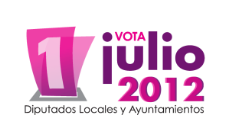 VOTA
1 julio
2012
Diputados Locales y Ayuntamientos